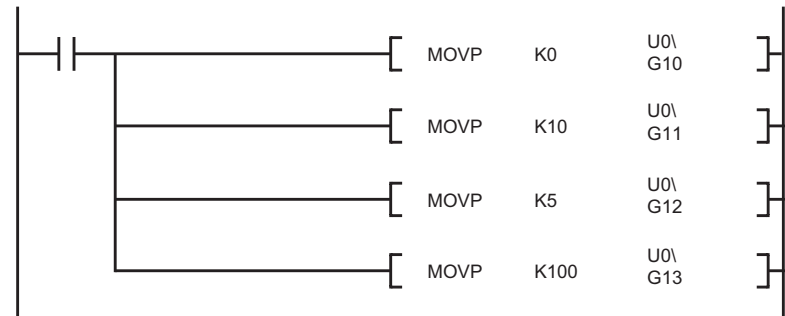 MOVP K0 U0\
G10
MOVP K10 U0\
G11
MOVP K5 U0\
G12
MOVP K100 U0\
G13